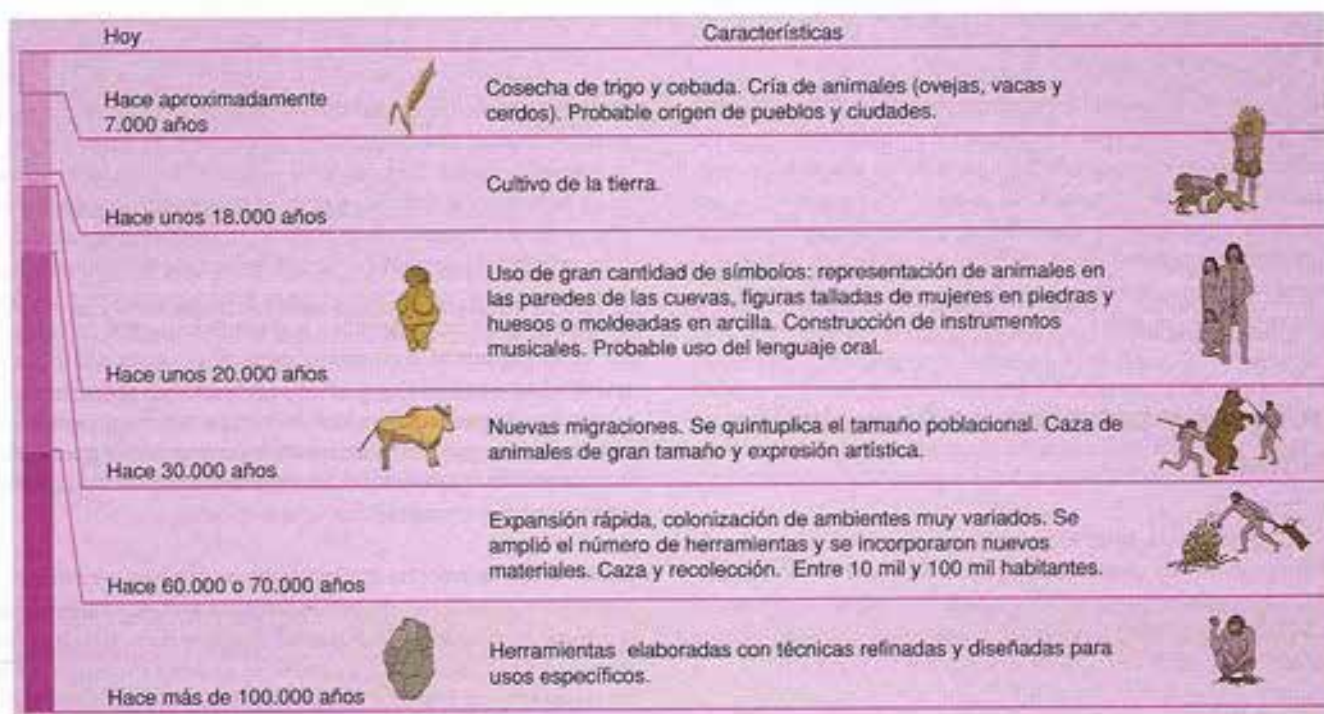 Hoy
Características
Hace aproximadamente
7.000 años
Cosecha de trigo y cebada. Cría de animales (ovejas, vacas y
cerdos). Probable origen de pueblos y ciudades.
Hace unos 18.000 años
Cultivo de la tierra.
Hace unos 20.000 años
Uso de gran cantidad de símbolos: representación de animales en
las paredes de las cuevas, figuras talladas de mujeres en piedras y
huesos o moldeadas en arcilla. Construcción de instrumentos
musicales. Probable uso del lenguaje oral.
Hace 30.000 años
Nuevas migraciones. Se quintuplica el tamaño poblacional. Caza de
animales de gran tamaño y expresión artística.
Hace 60.000 o 70.000 años
Expansión rápida, colonización de ambientes muy variados. Se
amplió el número de herramientas y se incorporaron nuevos
materiales. Caza y recolección. Entre 10 mil y 100 mil habitantes.
Hace más de 100.000 años
Herramientas elaboradas con técnicas refinadas y diseñadas para
usos específicos.